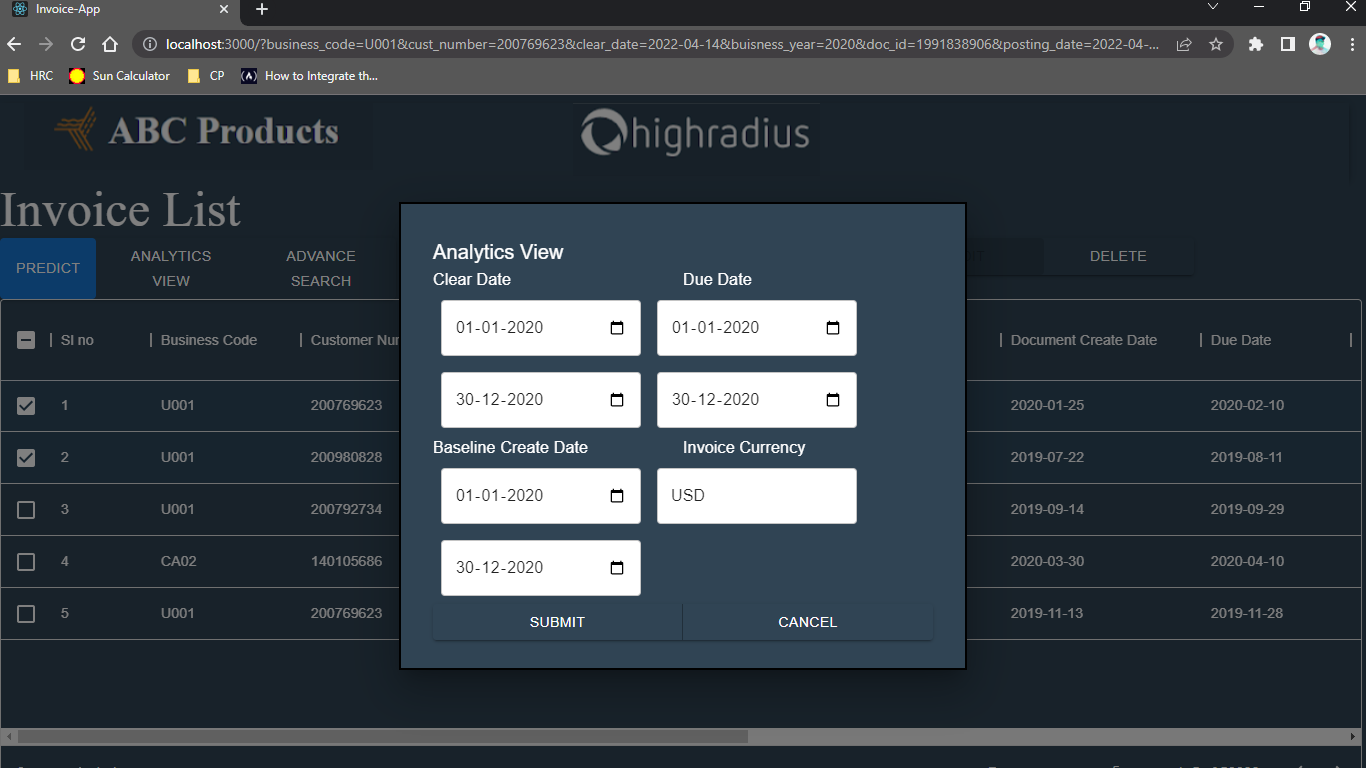 Invoice-App
localhost:3000/?business_code=U001&cust_number=200769623&clear_date=2022-04-14&buisness_year=2020&doc_id=1991838906&posting_date=2022-04-...
HRC Sun Calculator CP How to Integrate th...
ABC Products highradius
Invoice List
PREDICT ANALYTICS VIEW ADVANCE SEARCH DELETE
Analytics View
Clear Date Due Date
01-01-2020 01-01-2020
30-12-2020 30-12-2020
Baseline Create Date Invoice Currency
01-01-2020 USD
30-12-2020
SUBMIT CANCEL
Sl no Business Code Customer Nur Document Create Date Due Date
1 U001 200769623 2020-01-25 2020-02-10
2 U001 200980828 2019-07-22 2019-08-11
3 U001 200792734 2019-09-14 2019-09-29
4 CA02 140105686 2020-03-30 2020-04-10
5 U001 200769623 2019-11-13 2019-11-28